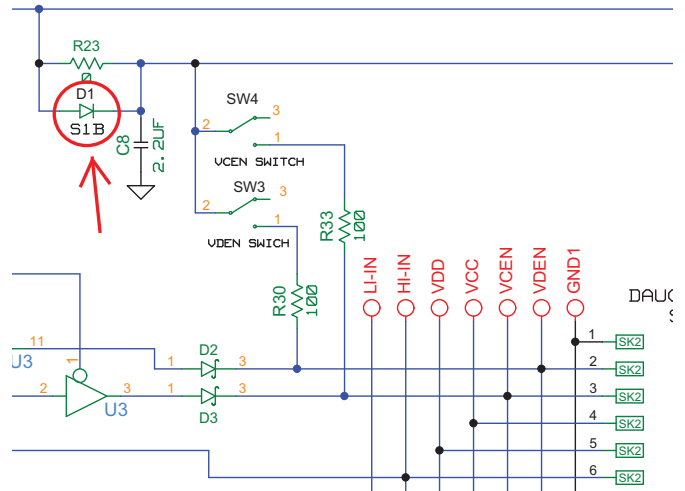 R23
0
D1
S1B
C8
2.2UF
SW4
3
2
1
VCEN SWITCH
SW3
3
2
1
VDEN SWICH
R33
100
R30
100
LI-IN
HI-IN
VDD
VCC
VCEN
VDEN
GND1
DAUG
S
1
SK2
11
U3
1
D2
1
3
2
SK2
2
3
U3
1
3
D3
3
SK2
4
SK2
5
SK2
6
SK2